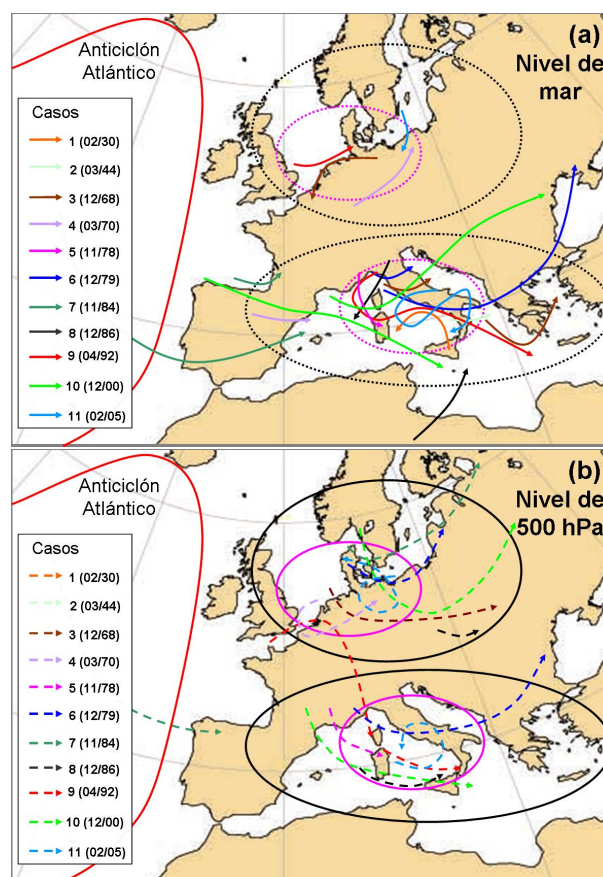 (a)
Nivel de
mar
Anticiclón
Atlántico
Casos
1 (02/30)
2 (03/44)
3 (12/68)
4 (03/70)
5 (11/78)
6 (12/79)
7 (11/84)
8 (12/86)
9 (04/92)
10 (12/00)
11 (02/05)
(b)
Nivel de
500 hPa
Anticiclón
Atlántico
Casos
1 (02/30)
2 (03/44)
3 (12/68)
4 (03/70)
5 (11/78)
6 (12/79)
7 (11/84)
8 (12/86)
9 (04/92)
10 (12/00)
11 (02/05)